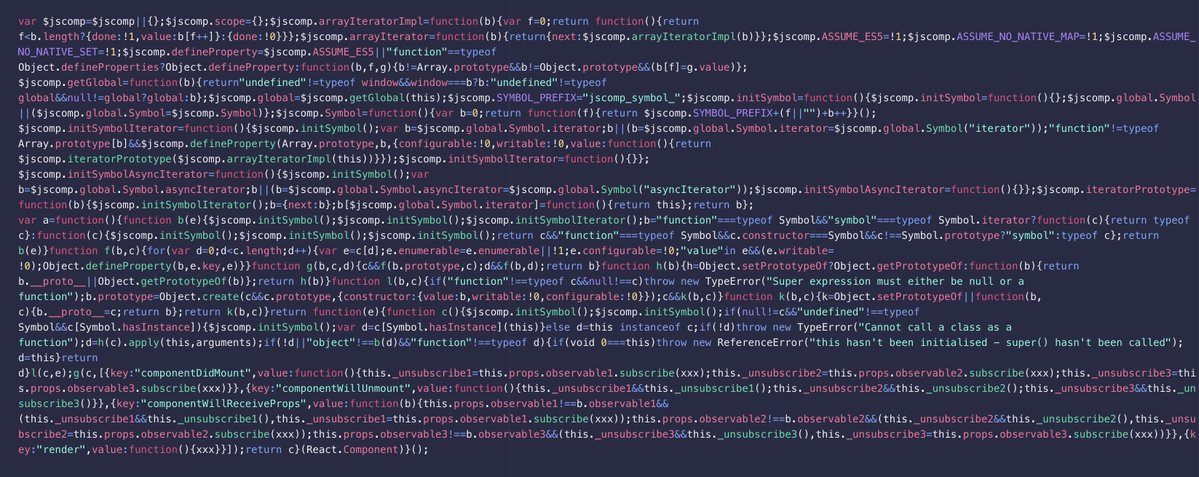 var $jscomp=$jscomp||{};$jscomp.scope={};$jscomp.arrayIteratorImpl=function(b){var f=0;return function(){return
f<b.length?{done:!1,value:b[f++]}:{done:!0}}};$jscomp.arrayIterator=function(b){return{next:$jscomp.arrayIteratorImpl(b)}};$jscomp.ASSUME_ES5=!1;$jscomp.ASSUME_NO_NATIVE_MAP=!1;$jscomp.ASSUME_
NO_NATIVE_SET=!1;$jscomp.defineProperty=$jscomp.ASSUME_ES5||"function"==typeof
Object.defineProperties?Object.defineProperty:function(b,f,g){b!=Array.prototype&&b!=Object.prototype&&(b[f]=g.value)};
$jscomp.getGlobal=function(b){return"undefined"!=typeof window&&window===b?b:"undefined"!=typeof
global&&null!=global?global:b};$jscomp.global=$jscomp.getGlobal(this);$jscomp.SYMBOL_PREFIX="jscomp_symbol_";$jscomp.initSymbol=function(){$jscomp.initSymbol=function(){};$jscomp.global.Symbol
||($jscomp.global.Symbol=$jscomp.Symbol)};$jscomp.Symbol=function(){var b=0;return function(f){return $jscomp.SYMBOL_PREFIX+(f||"")+b++}}();
$jscomp.initSymbolIterator=function(){$jscomp.initSymbol();var b=$jscomp.global.Symbol.iterator;b||(b=$jscomp.global.Symbol.iterator=$jscomp.global.Symbol("iterator"));"function"!=typeof
Array.prototype[b]&&$jscomp.defineProperty(Array.prototype,b,{configurable:!0,writable:!0,value:function(){return
$jscomp.iteratorPrototype($jscomp.arrayIteratorImpl(this))}});$jscomp.initSymbolIterator=function(){}};
$jscomp.initSymbolAsyncIterator=function(){$jscomp.initSymbol();var
b=$jscomp.global.Symbol.asyncIterator;b||(b=$jscomp.global.Symbol.asyncIterator=$jscomp.global.Symbol("asyncIterator"));$jscomp.initSymbolAsyncIterator=function(){}};$jscomp.iteratorPrototype=
function(b){$jscomp.initSymbolIterator();b={next:b};b[$jscomp.global.Symbol.iterator]=function(){return this};return b};
var a=function(){function b(e){$jscomp.initSymbol();$jscomp.initSymbol();$jscomp.initSymbolIterator();b="function"===typeof Symbol&&"symbol"===typeof Symbol.iterator?function(c){return typeof
c}:function(c){$jscomp.initSymbol();$jscomp.initSymbol();$jscomp.initSymbol();return c&&"function"===typeof Symbol&&c.constructor===Symbol&&c!==Symbol.prototype?"symbol":typeof c};return
b(e)}function f(b,c){for(var d=0;d<c.length;d++){var e=c[d];e.enumerable=e.enumerable||!1;e.configurable=!0;"value"in e&&(e.writable=
!0);Object.defineProperty(b,e.key,e)}}function g(b,c,d){c&&f(b.prototype,c);d&&f(b,d);return b}function h(b){h=Object.setPrototypeOf?Object.getPrototypeOf:function(b){return
b.__proto__||Object.getPrototypeOf(b)};return h(b)}function l(b,c){if("function"!==typeof c&&null!==c)throw new TypeError("Super expression must either be null or a
function");b.prototype=Object.create(c&&c.prototype,{constructor:{value:b,writable:!0,configurable:!0}});c&&k(b,c)}function k(b,c){k=Object.setPrototypeOf||function(b,
c){b.__proto__=c;return b};return k(b,c)}return function(e){function c(){$jscomp.initSymbol();$jscomp.initSymbol();if(null!=c&&"undefined"!==typeof
Symbol&&c[Symbol.hasInstance]){$jscomp.initSymbol();var d=c[Symbol.hasInstance](this)}else d=this instanceof c;if(!d)throw new TypeError("Cannot call a class as a
function");d=h(c).apply(this,arguments);if(!d||"object"!==b(d)&&"function"!==typeof d){if(void 0===this)throw new ReferenceError("this hasn't been initialised - super() hasn't been called");
d=this}return
d}l(c,e);g(c,[{key:"componentDidMount",value:function(){this._unsubscribe1=this.props.observable1.subscribe(xxx);this._unsubscribe2=this.props.observable2.subscribe(xxx);this._unsubscribe3=thi
s.props.observable3.subscribe(xxx)}},{key:"componentWillUnmount",value:function(){this._unsubscribe1&&this._unsubscribe1();this._unsubscribe2&&this._unsubscribe2();this._unsubscribe3&&this._un
subscribe3()}},{key:"componentWillReceiveProps",value:function(b){this.props.observable1!==b.observable1&&
(this._unsubscribe1&&this._unsubscribe1(),this._unsubscribe1=this.props.observable1.subscribe(xxx));this.props.observable2!==b.observable2&&(this._unsubscribe2&&this._unsubscribe2(),this._unsu
bscribe2=this.props.observable2.subscribe(xxx));this.props.observable3!==b.observable3&&(this._unsubscribe3&&this._unsubscribe3(),this._unsubscribe3=this.props.observable3.subscribe(xxx))}},{k
ey:"render",value:function(){xxx}}]);return c}(React.Component)}();